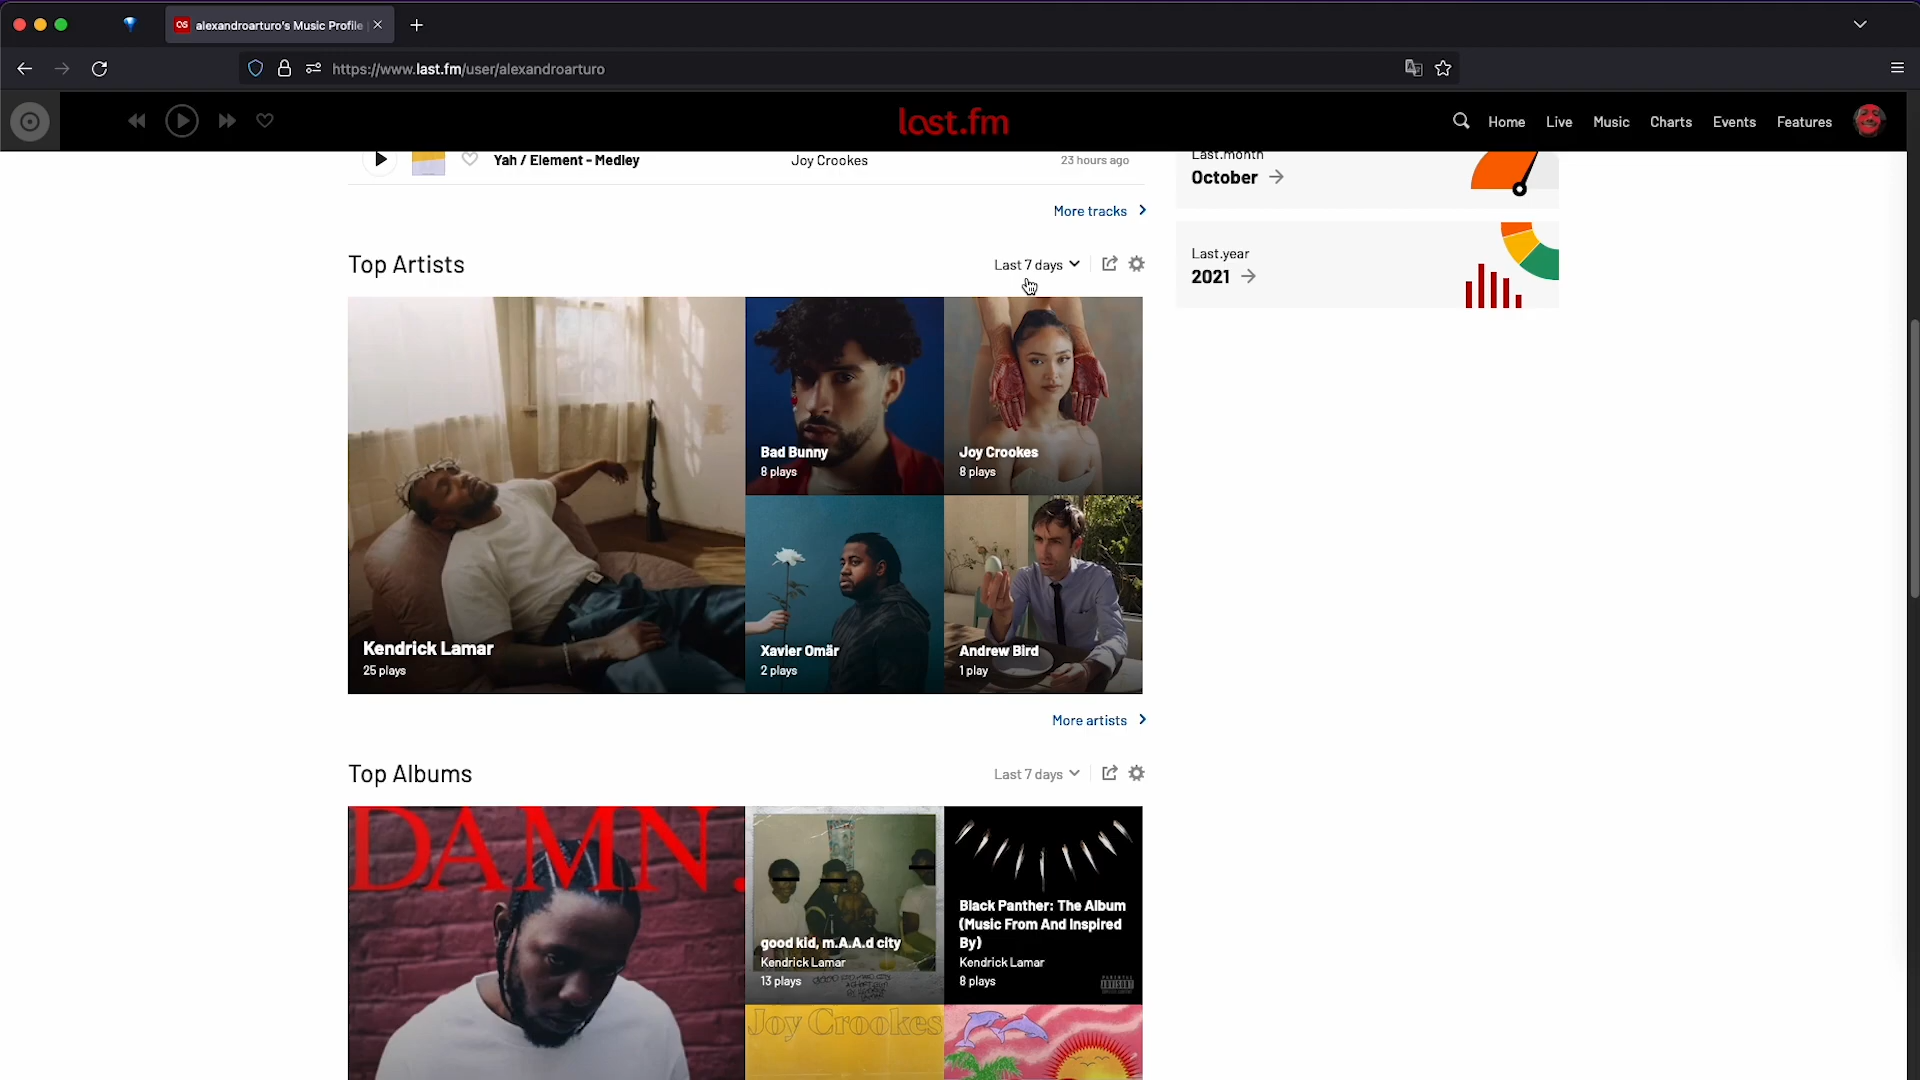 alexandroarturo's Music Profile
https://www.last.fm/user/alexandroarturo
last.fm
Home Live Music Charts Events Features
Yah / Element - Medley Joy Crookes 23 hours ago
More tracks
Last.month
October
Last.year
2021
Top Artists
Last 7 days
Kendrick Lamar
25 plays
Bad Bunny
8 plays
Joy Crookes
8 plays
Xavier Omär
2 plays
Andrew Bird
1 play
More artists
Top Albums
Last 7 days
DAMN.
good kid, m.A.A.d city
Kendrick Lamar
13 plays
Black Panther: The Album
(Music From And Inspired
By)
Kendrick Lamar
8 plays
Joy Crookes